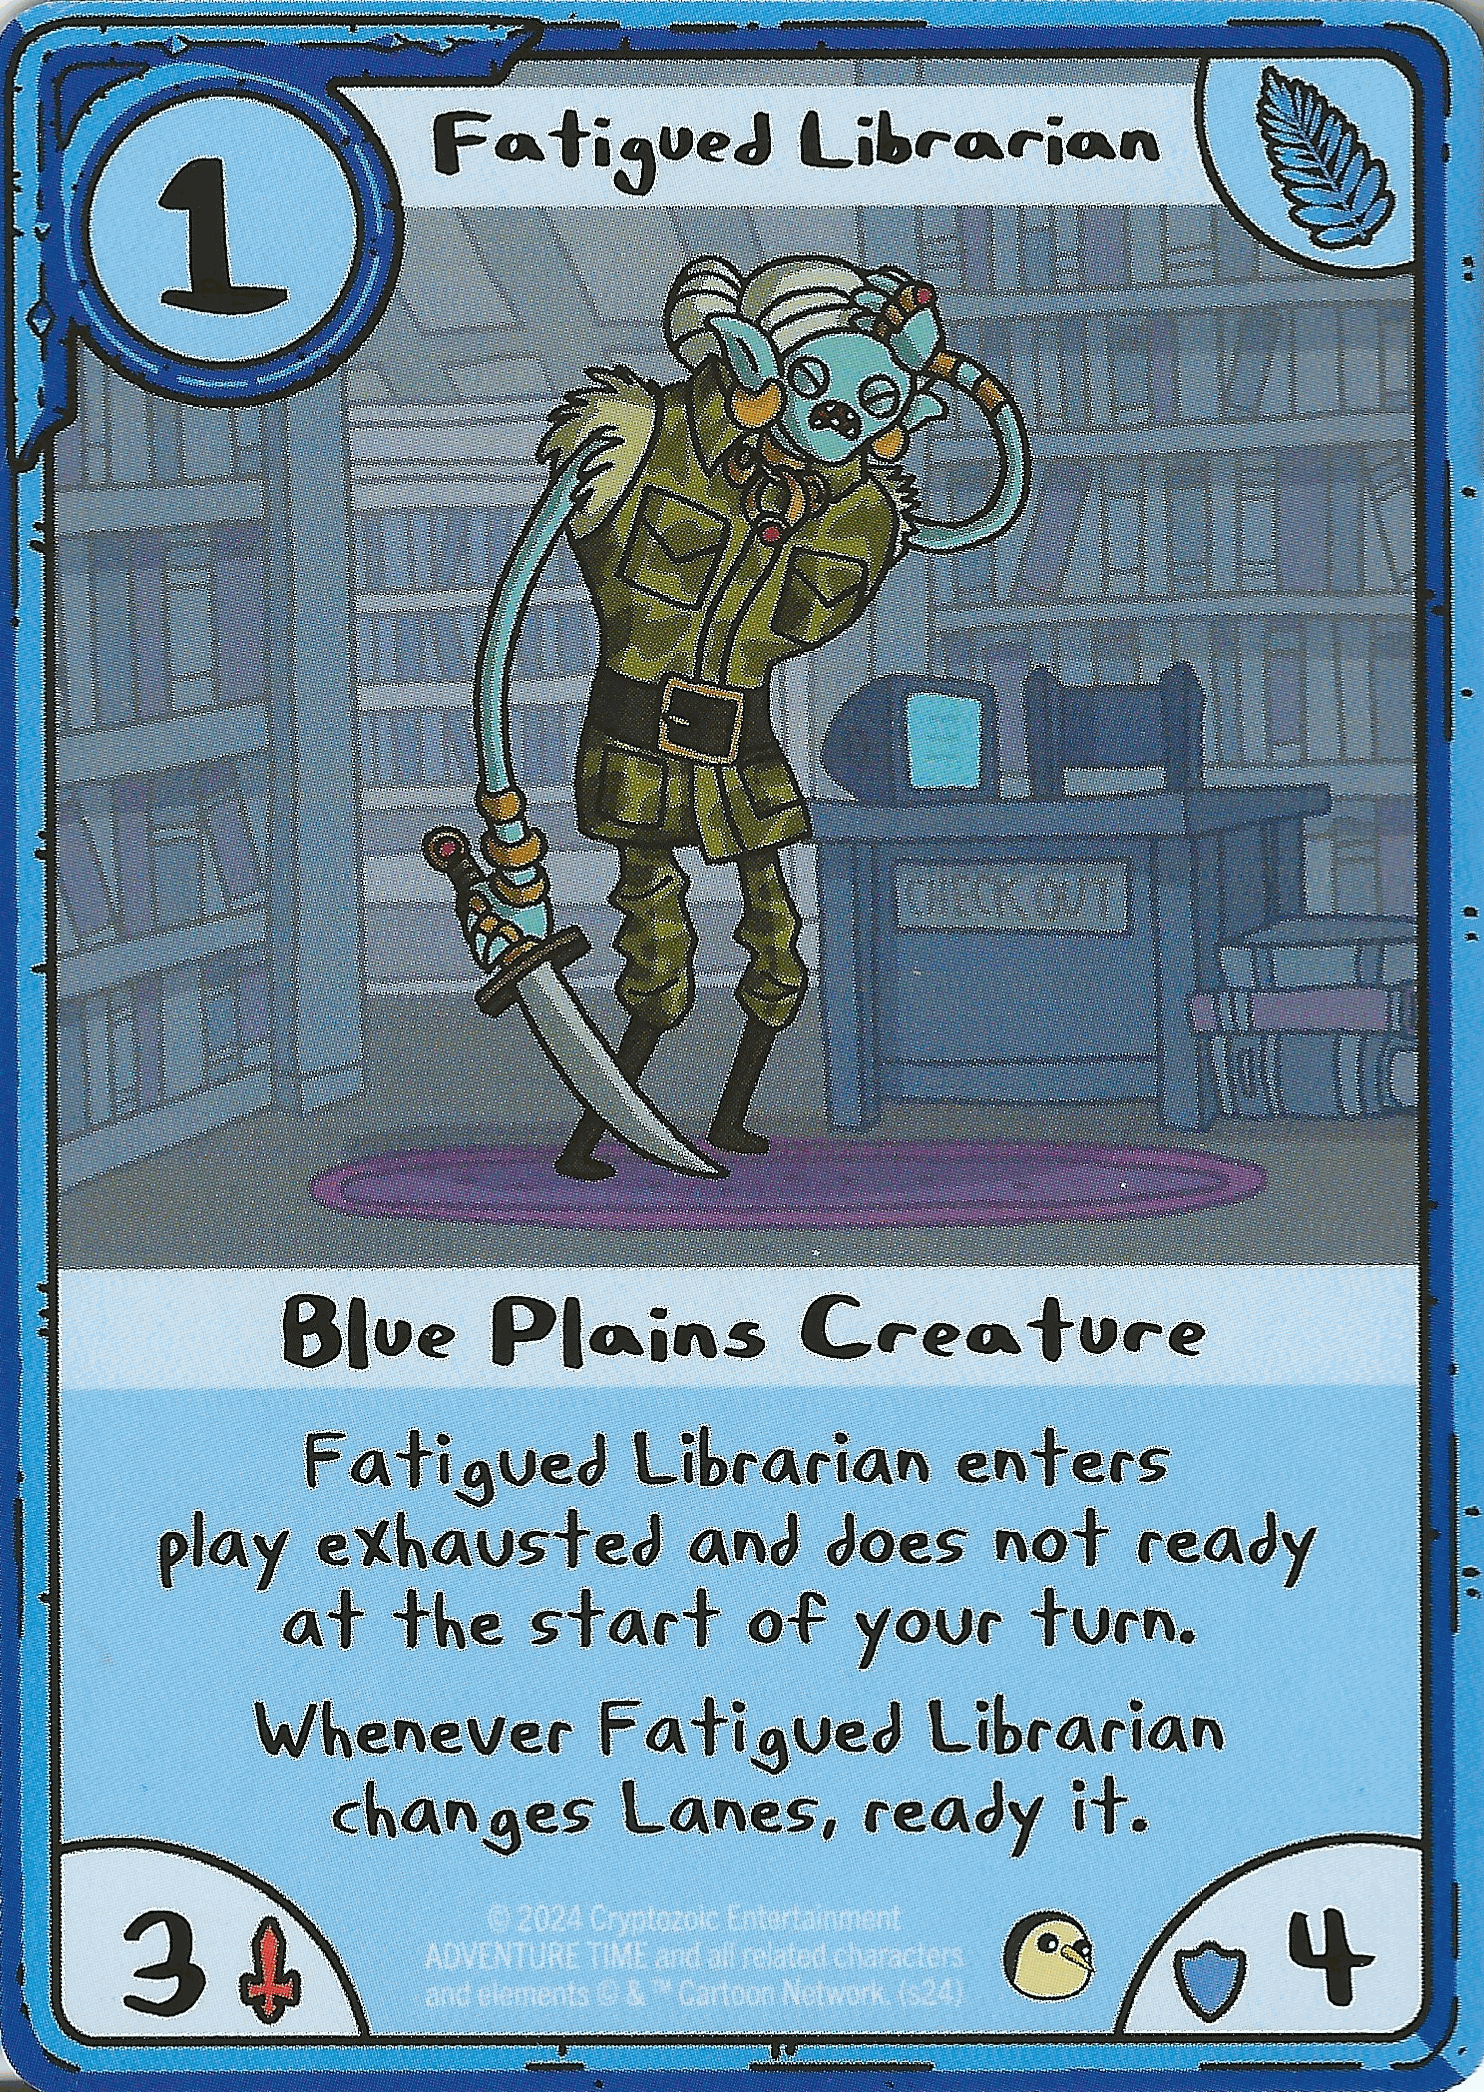 1
Fatigued Librarian
CHECK OUT
Blue Plains Creature
Fatigued Librarian enters
play exhausted and does not ready
at the start of your turn.
Whenever Fatigued Librarian
changes Lanes, ready it.
3
4
© 2024 Cryptozoic Entertainment
ADVENTURE TIME and all related characters
and elements © & ™ Cartoon Network. (s24)